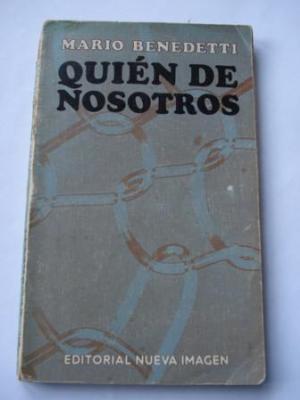 MARIO BENEDETTI
QUIÉN DE
NOSOTROS
EDITORIAL NUEVA IMAGEN